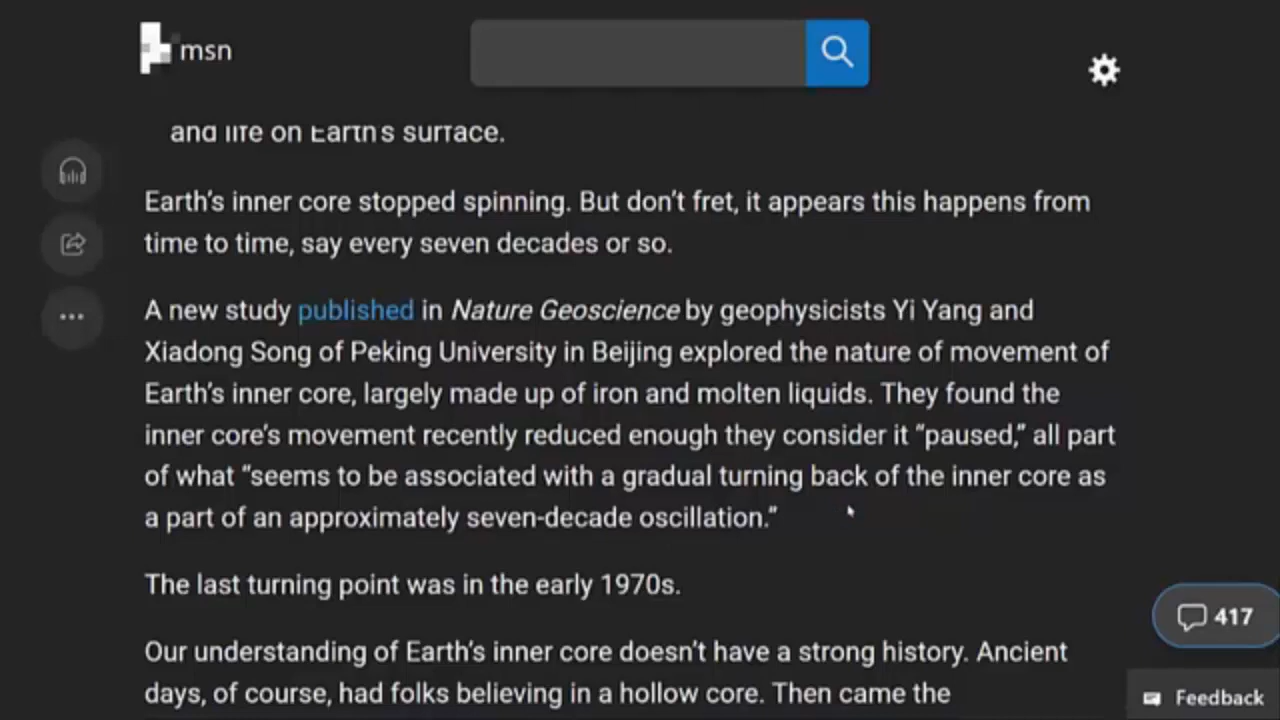 msn
and life on Earth's surface.
Earth’s inner core stopped spinning. But don’t fret, it appears this happens from
time to time, say every seven decades or so.
A new study published in Nature Geoscience by geophysicists Yi Yang and
Xiadong Song of Peking University in Beijing explored the nature of movement of
Earth’s inner core, largely made up of iron and molten liquids. They found the
inner core’s movement recently reduced enough they consider it “paused,” all part
of what “seems to be associated with a gradual turning back of the inner core as
a part of an approximately seven-decade oscillation.”
The last turning point was in the early 1970s.
417
Our understanding of Earth’s inner core doesn’t have a strong history. Ancient
days, of course, had folks believing in a hollow core. Then came the
Feedback